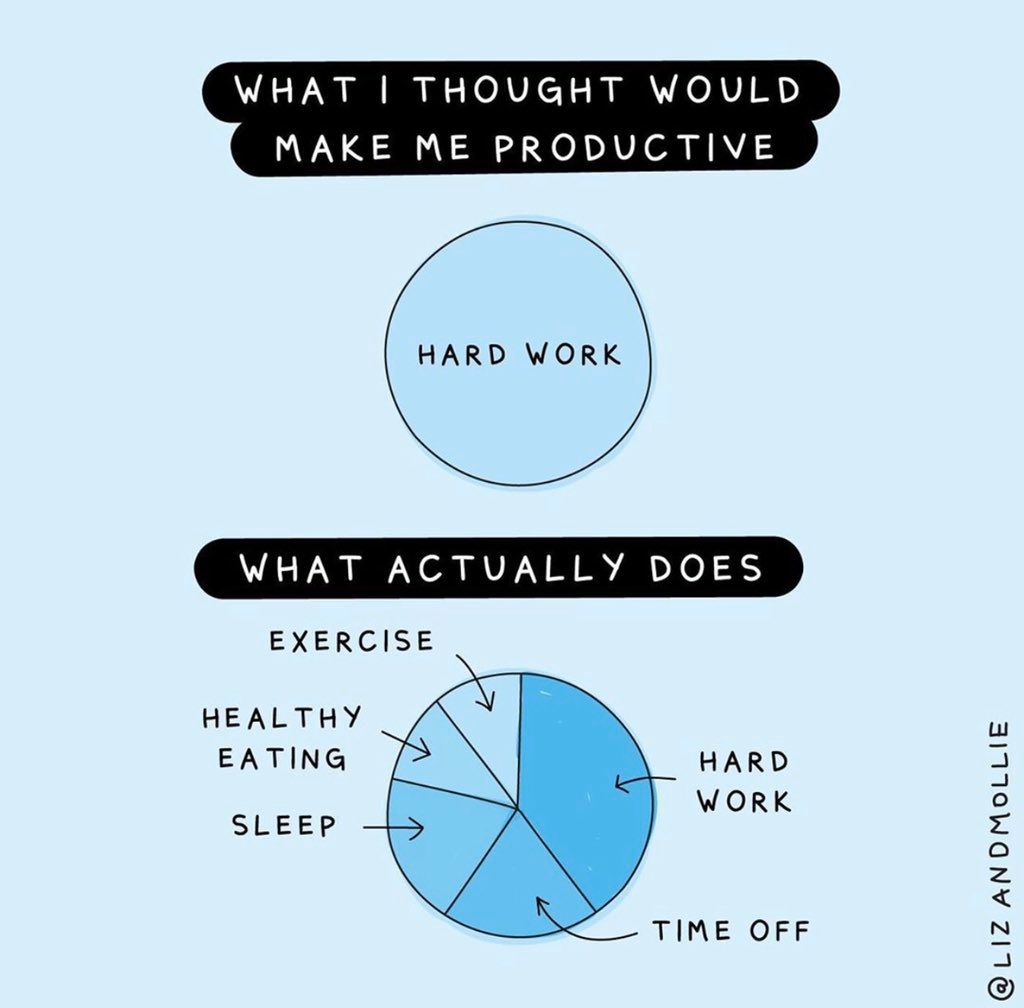 WHAT I THOUGHT WOULD
MAKE ME PRODUCTIVE
HARD WORK
WHAT ACTUALLY DOES
EXERCISE
HEALTHY
EATING
SLEEP
HARD
WORK
TIME OFF
@LIZANDMOLLIE